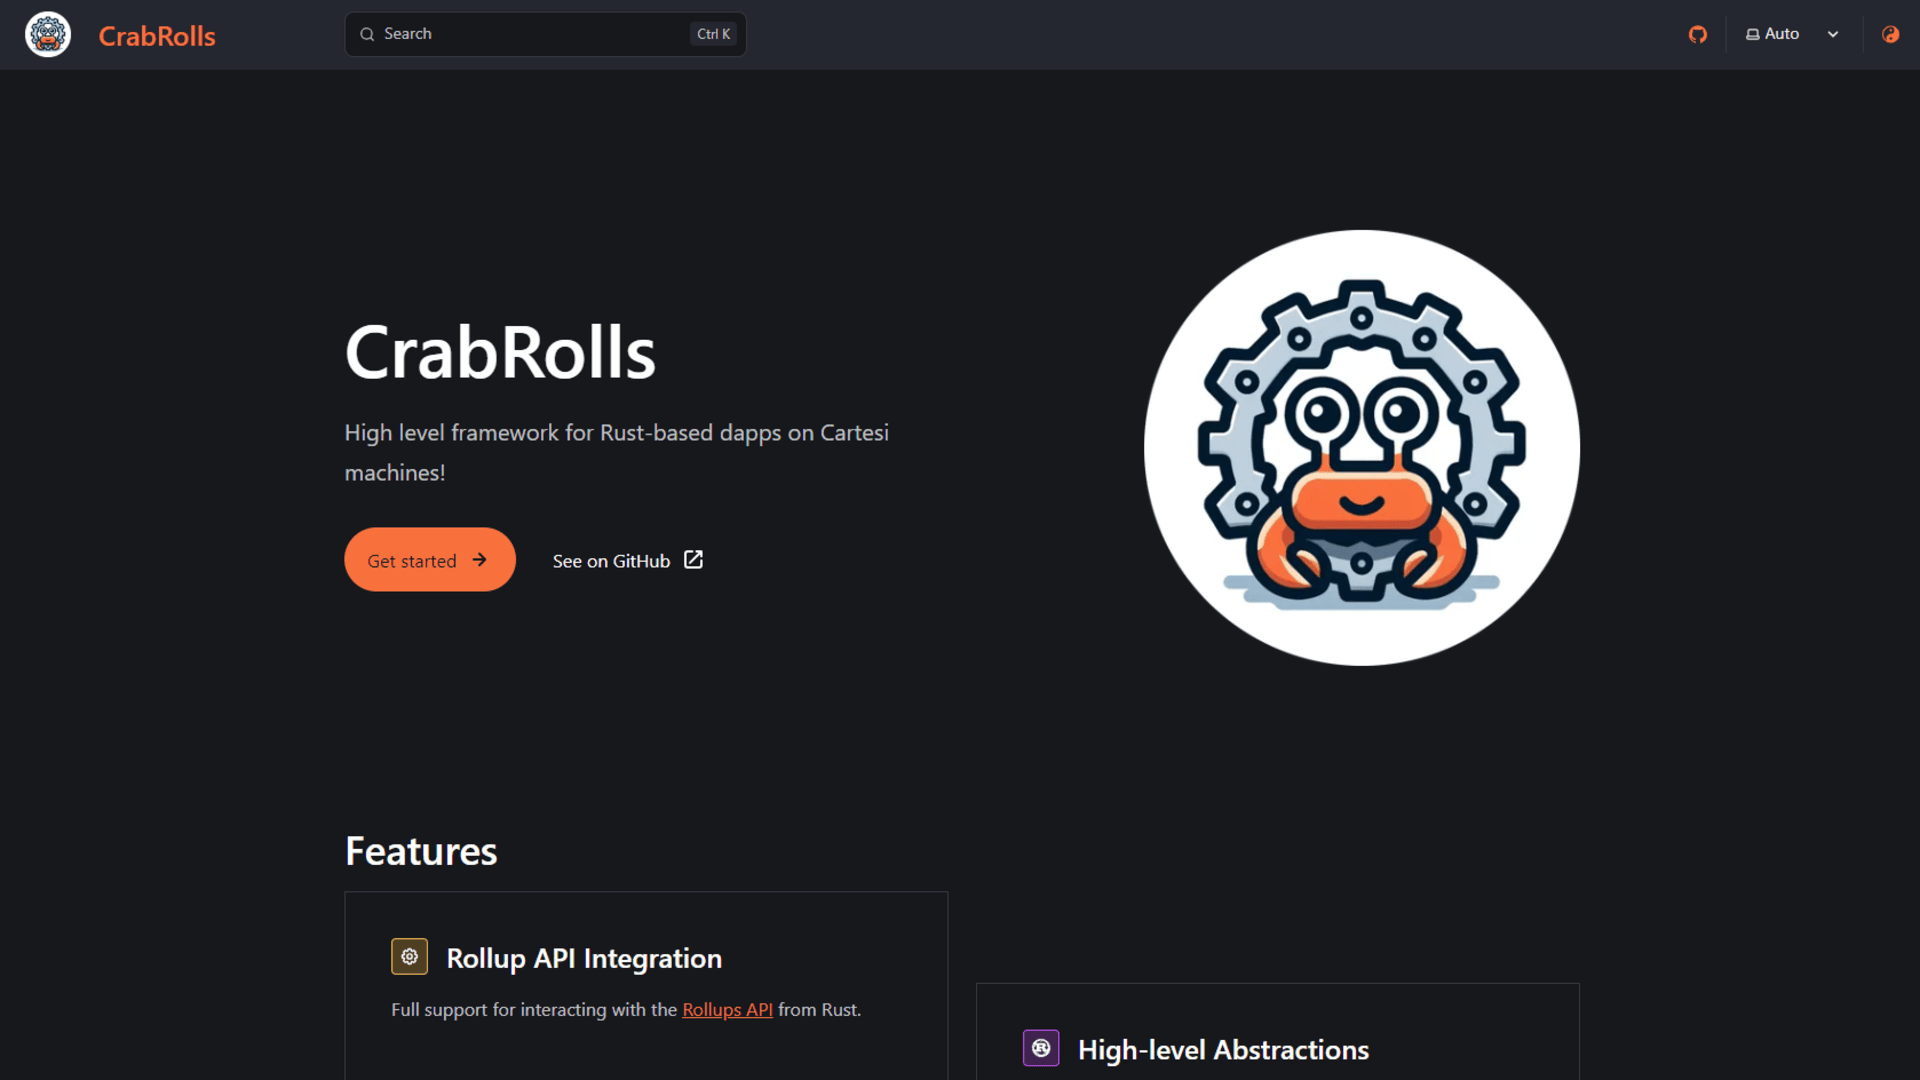 CrabRolls
Search
Ctrl K
Auto
CrabRolls
High level framework for Rust-based dapps on Cartesi
machines!
Get started
See on GitHub
Features
Rollup API Integration
Full support for interacting with the Rollups API from Rust.
High-level Abstractions